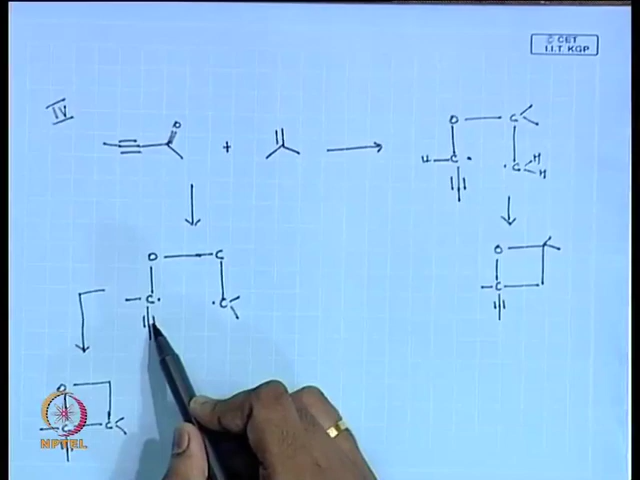 © CET
I.I.T. KGP
IV
O
+
O C
H C · · C H
H
O
C
O C
C · · C
O
C C
NPTEL